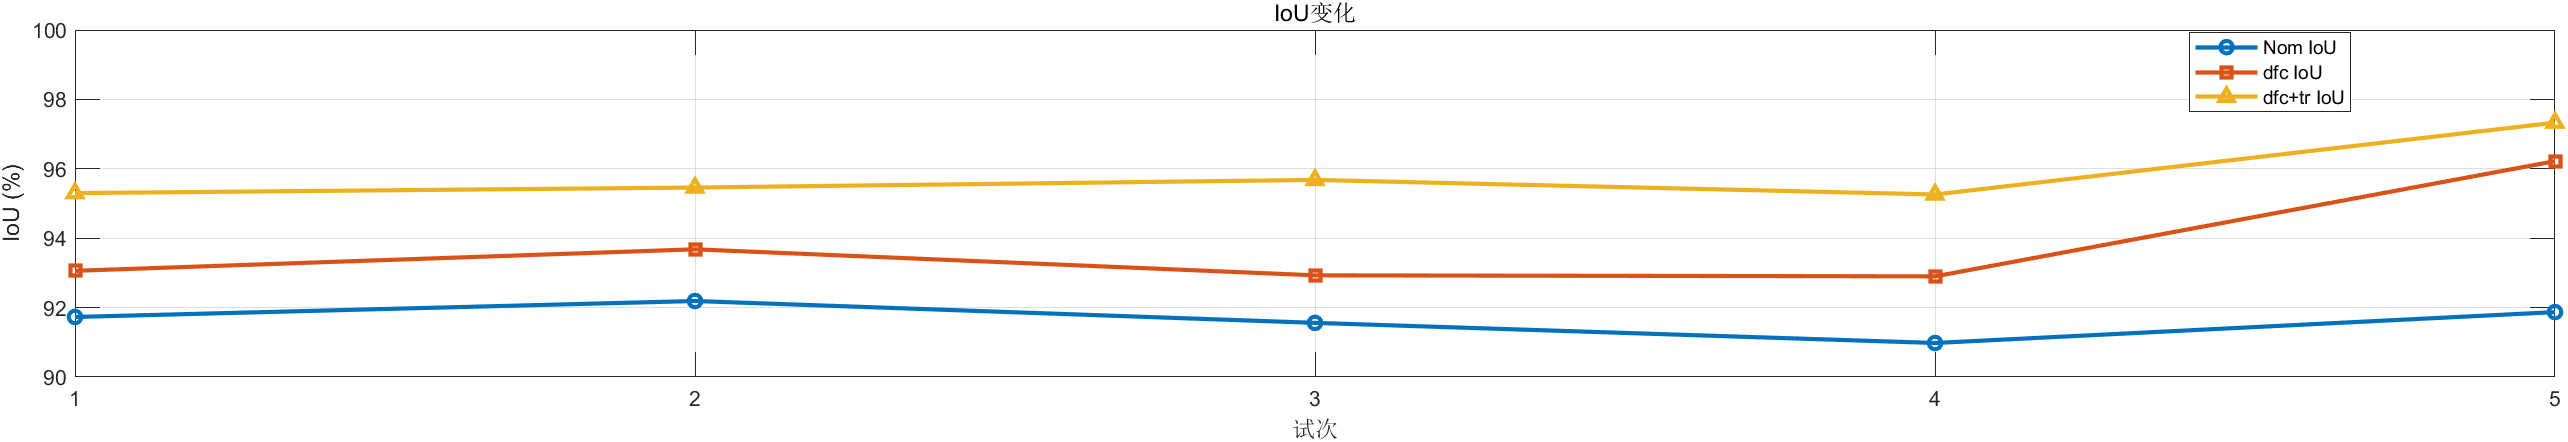 IoU变化
100
98
96
94
92
90
IoU (%)
Nom IoU
dfc IoU
dfc+tr IoU
1 2 3 4 5
试次